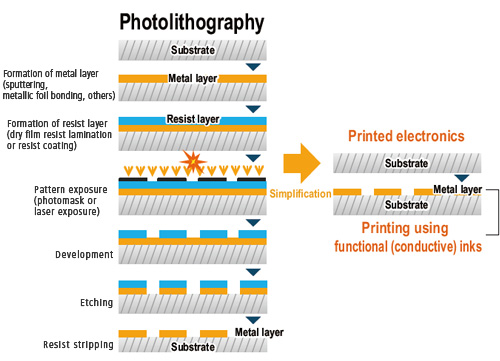 Photolithography
Substrate
Formation of metal layer
(sputtering,
metallic foil bonding, others)
Metal layer
Formation of resist layer
(dry film resist lamination
or resist coating)
Resist layer
Pattern exposure
(photomask or
laser exposure)
Development
Etching
Resist stripping
Metal layer
Substrate
Simplification
Printed electronics
Substrate
Metal layer
Substrate
Printing using
functional (conductive) inks